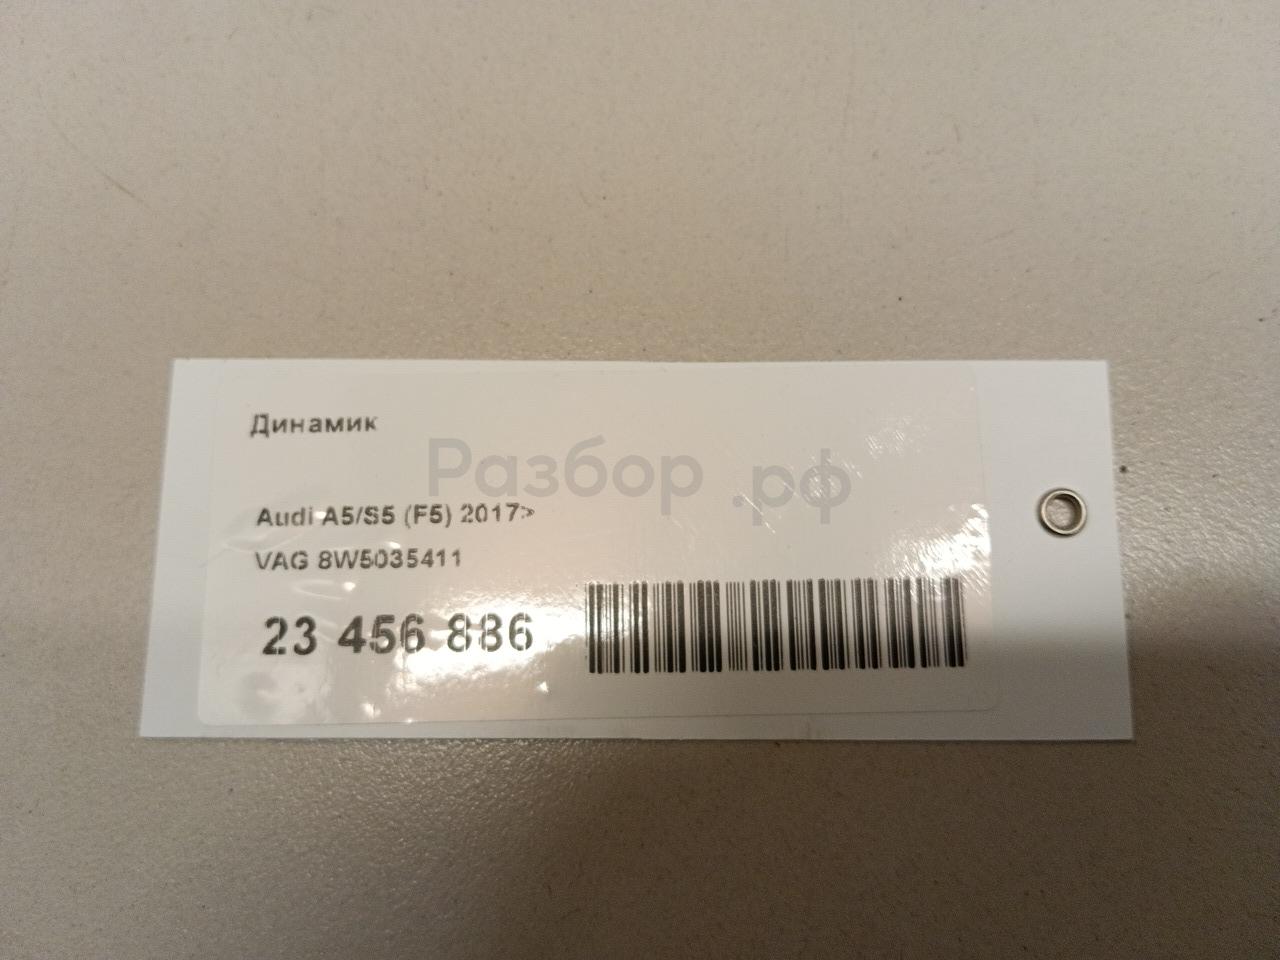 Динамик
Разбор.рф
Audi A5/S5 (F5) 2017>
VAG 8W5035411
23 456 886